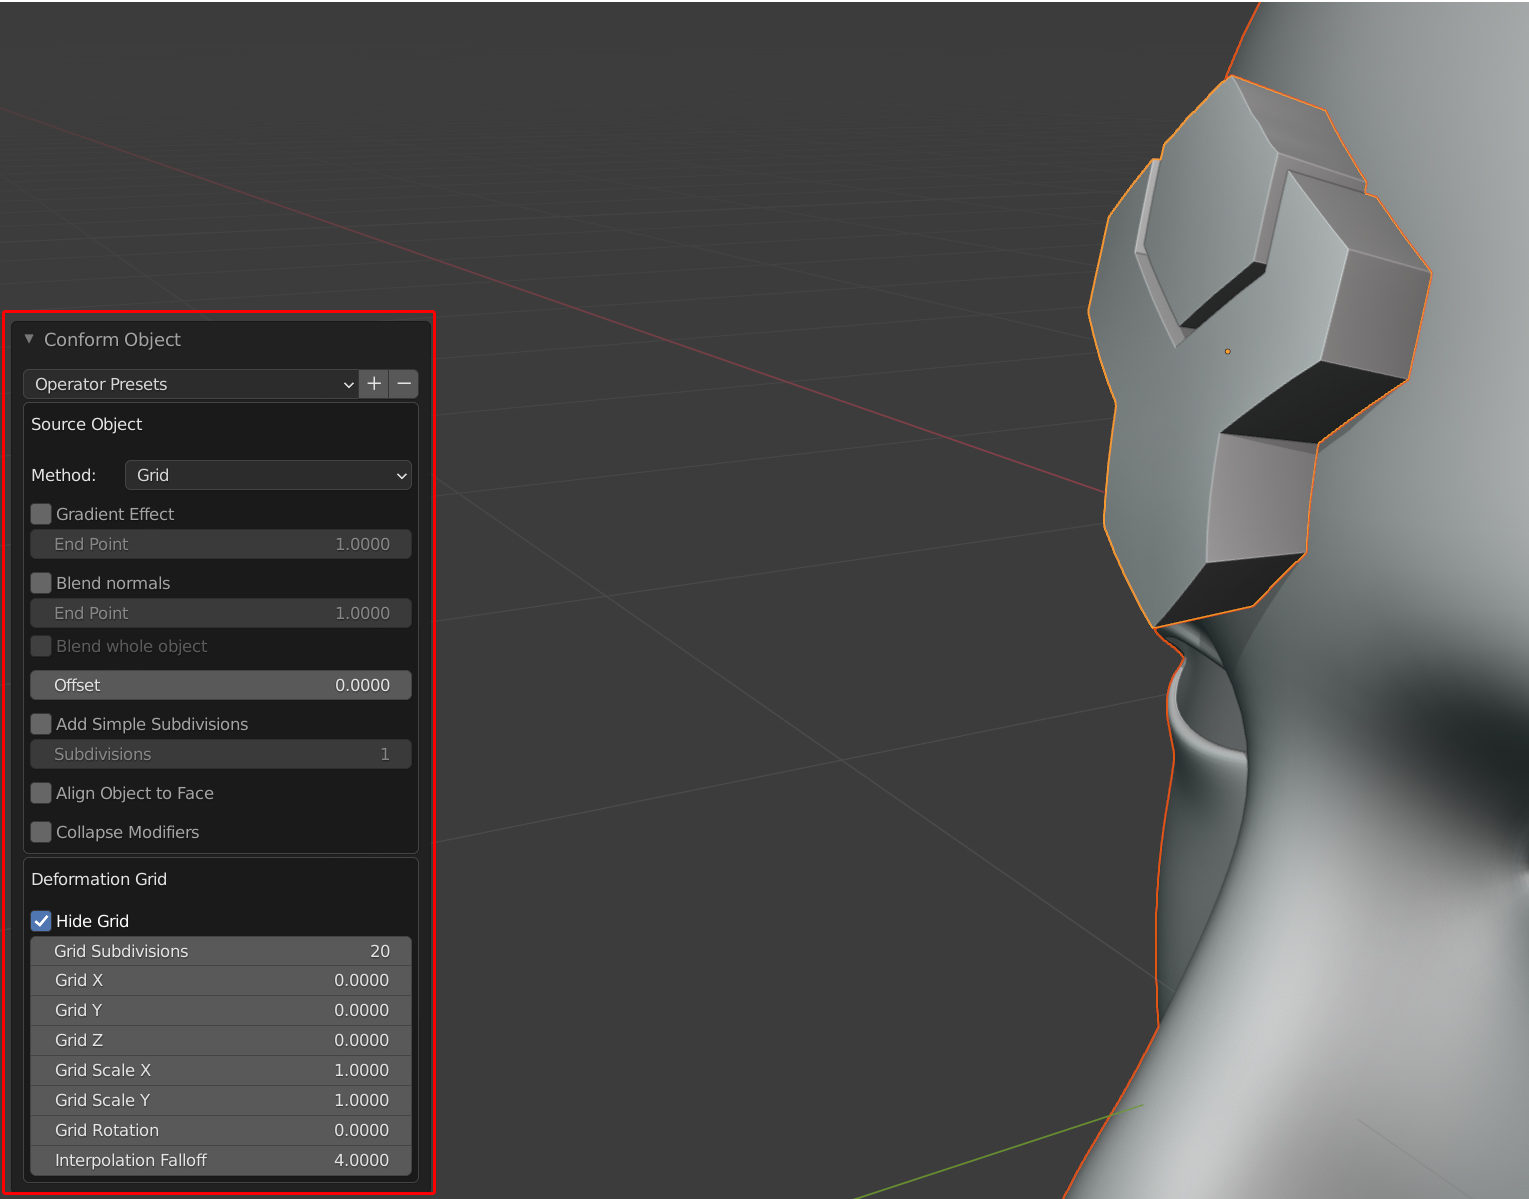 Conform Object
Operator Presets
Source Object
Method: Grid
Gradient Effect
End Point 1.0000
Blend normals
End Point 1.0000
Blend whole object
Offset 0.0000
Add Simple Subdivisions
Subdivisions 1
Align Object to Face
Collapse Modifiers
Deformation Grid
Hide Grid
Grid Subdivisions 20
Grid X 0.0000
Grid Y 0.0000
Grid Z 0.0000
Grid Scale X 1.0000
Grid Scale Y 1.0000
Grid Rotation 0.0000
Interpolation Falloff 4.0000